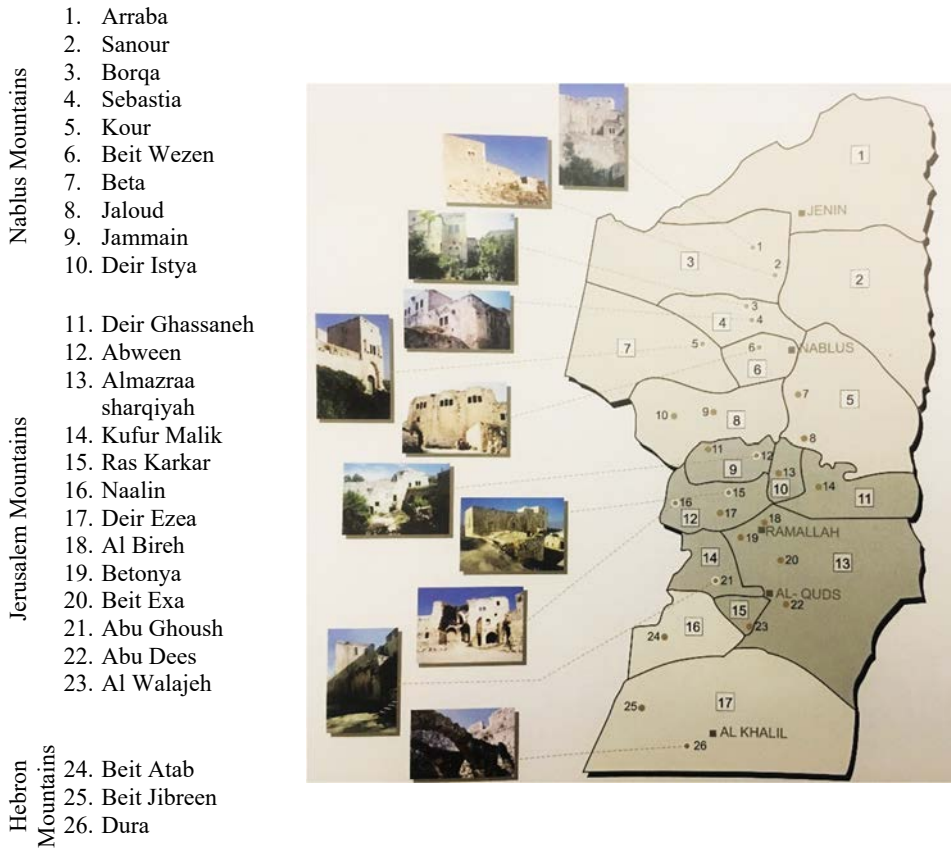 Nablus Mountains
1. Arraba
2. Sanour
3. Borqa
4. Sebastia
5. Kour
6. Beit Wezen
7. Beta
8. Jaloud
9. Jammain
10. Deir Istya
Jerusalem Mountains
11. Deir Ghassaneh
12. Abween
13. Almazraa
sharqiyah
14. Kufur Malik
15. Ras Karkar
16. Naalin
17. Deir Ezea
18. Al Bireh
19. Betonya
20. Beit Exa
21. Abu Ghoush
22. Abu Dees
23. Al Walajeh
Hebron
Mountains
24. Beit Atab
25. Beit Jibreen
26. Dura
1
JENIN
1
3
2
2
3
4
4
5
6
NABLUS
7
6
7
5
10
9
8
8
11
12
9
13
10
14
11
16
15
12
17
18
RAMALLAH
19
14
20
13
21
AL- QUDS
15
22
16
23
24
17
25
AL KHALIL
26